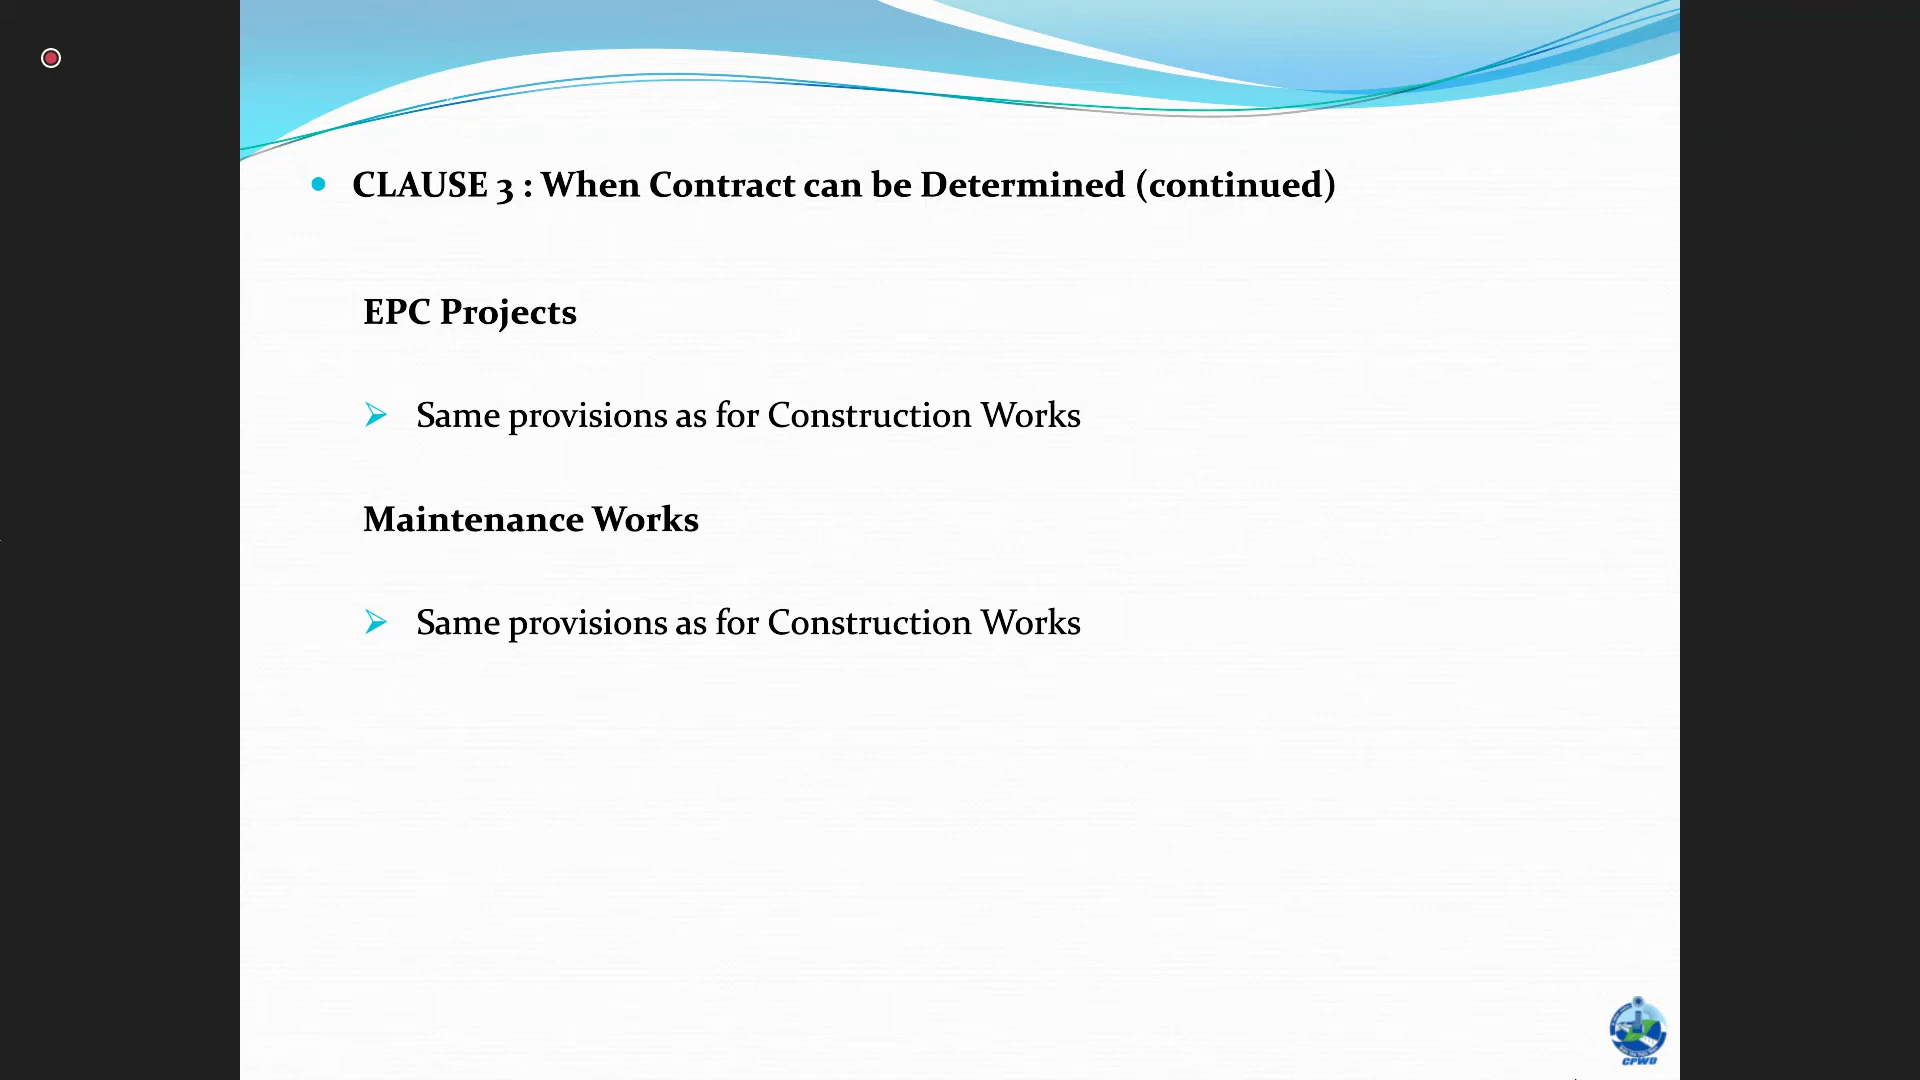 CLAUSE 3 : When Contract can be Determined (continued)
EPC Projects
Same provisions as for Construction Works
Maintenance Works
Same provisions as for Construction Works
CPWD